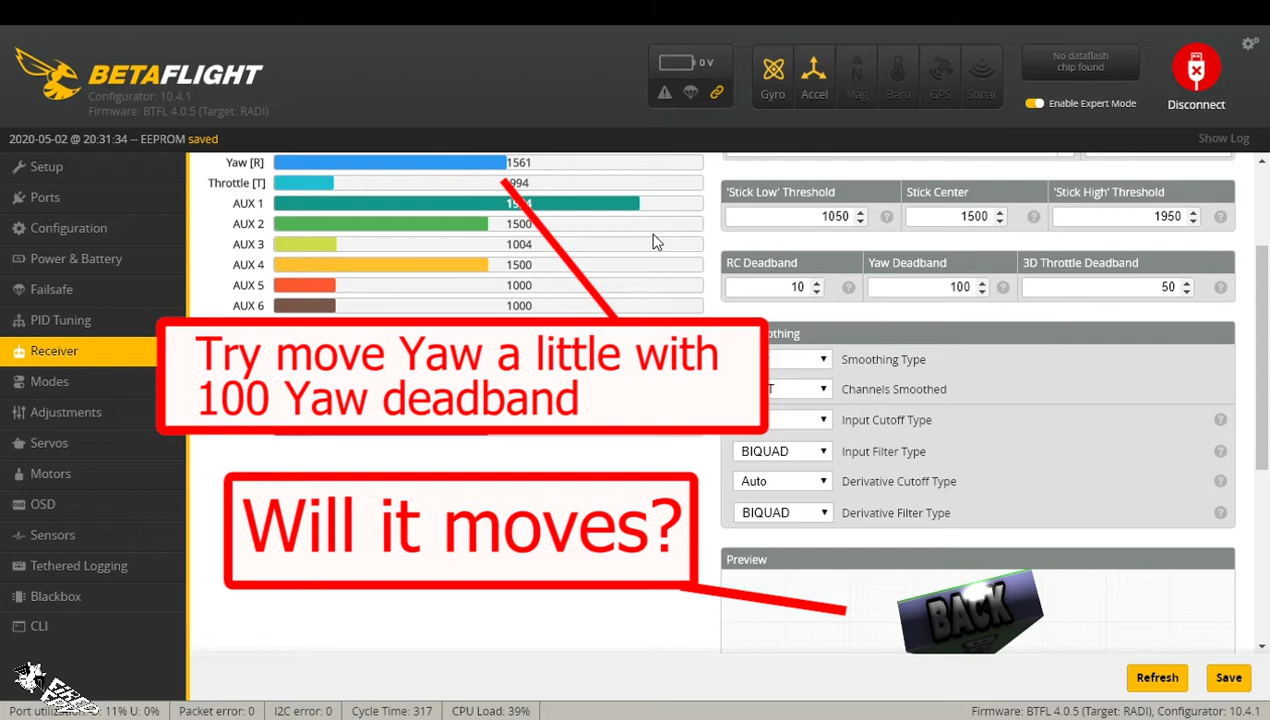 BETAFLIGHT
Configurator: 10.4.1
Firmware: BTFL 4.0.5 (Target: RADI)
0 V
Gyro
Accel
Mag
Baro
GPS
Sonar
No dataflash
chip found
Enable Expert Mode
Disconnect
2020-05-02 @ 20:31:34 -- EEPROM saved
Show Log
Setup
Ports
Configuration
Power & Battery
Failsafe
PID Tuning
Receiver
Modes
Adjustments
Servos
Motors
OSD
Sensors
Tethered Logging
Blackbox
CLI
Yaw [R] 1561
Throttle [T]
AUX 1
AUX 2 1500
AUX 3 1004
AUX 4 1500
AUX 5 1000
AUX 6 1000
'Stick Low' Threshold
Stick Center
'Stick High' Threshold
1050
1500
1950
RC Deadband
Yaw Deadband
3D Throttle Deadband
10
100
50
Try move Yaw a little with
100 Yaw deadband
Will it moves?
Smoothing Type
Channels Smoothed
Input Cutoff Type
BIQUAD Input Filter Type
Auto Derivative Cutoff Type
BIQUAD Derivative Filter Type
Preview
BACK
Refresh
Save
Packet error: 0
I2C error: 0
Cycle Time: 317
CPU Load: 39%
Firmware: BTFL 4.0.5 (Target: RADI), Configurator: 10.4.1